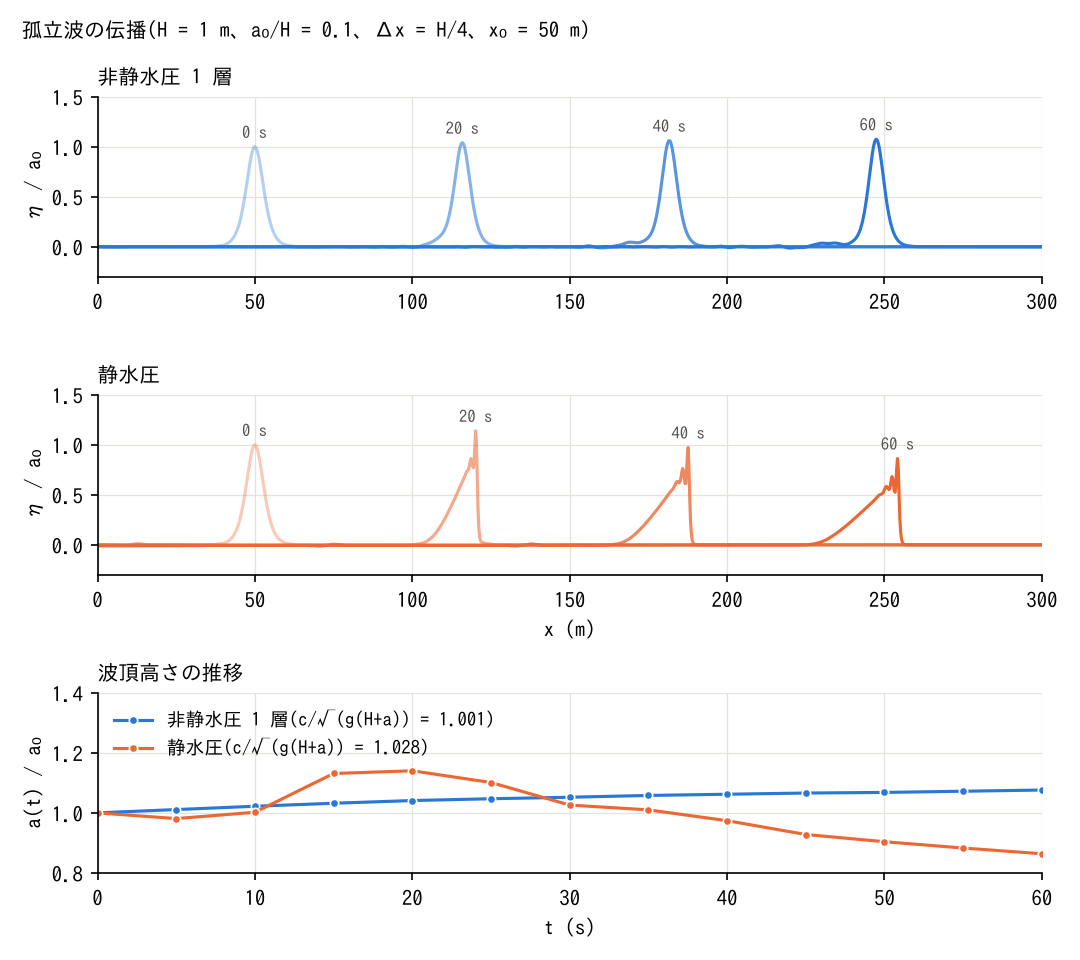 孤立波の伝播(H = 1 m、a₀/H = 0.1、Δx = H/4、x₀ = 50 m)
非静水圧 1 層
1.5
1.0
0.5
0.0
η / a₀
0 s
20 s
40 s
60 s
0 50 100 150 200 250 300
静水圧
1.5
1.0
0.5
0.0
η / a₀
0 s
20 s
40 s
60 s
0 50 100 150 200 250 300
x (m)
波頂高さの推移
1.4
1.2
1.0
0.8
a(t) / a₀
非静水圧 1 層(c/√(g(H+a)) = 1.001)
静水圧(c/√(g(H+a)) = 1.028)
0 10 20 30 40 50 60
t (s)